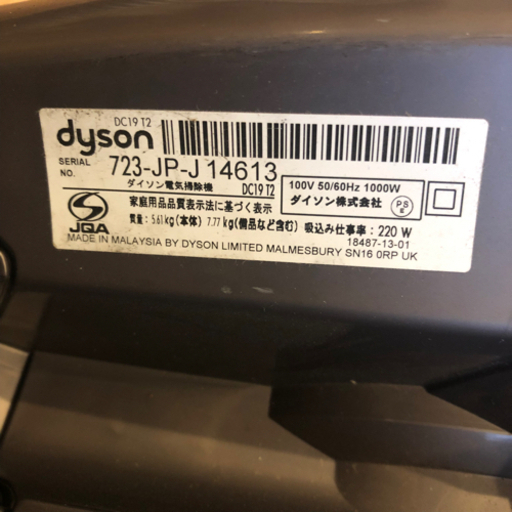 DC19 T2
dyson
SERIAL NO. 723-JP-J 14613
ダイソン電気掃除機 DC19 T2
100V 50/60Hz 1000W
家庭用品品質表示法に基づく表示
ダイソン株式会社
PS E
質量: 5.61kg(本体) 7.77kg(備品など含む) 吸込み仕事率: 220 W
S
JQA
18487-13-01
MADE IN MALAYSIA BY DYSON LIMITED MALMESBURY SN16 0RP UK